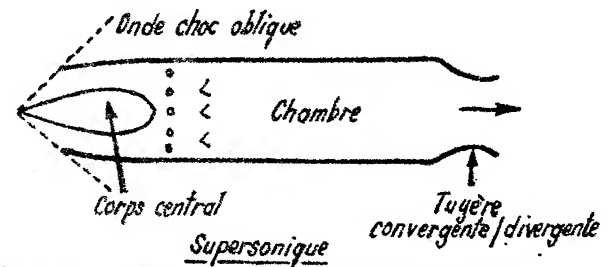 Onde choc oblique
Chambre
Corps central
Tuyère
convergente/divergente
Supersonique